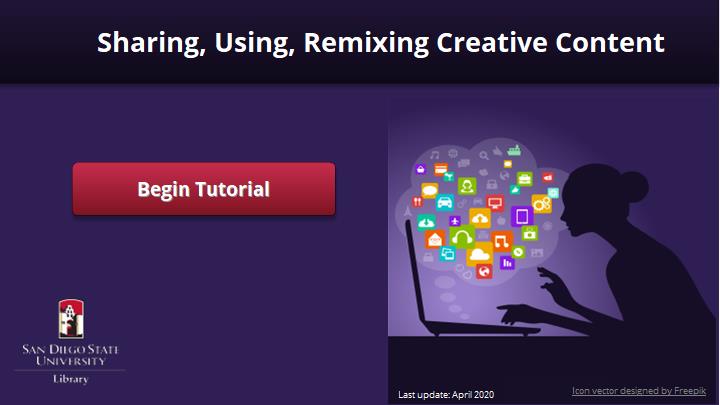 Sharing, Using, Remixing Creative Content
Begin Tutorial
SAN DIEGO STATE
UNIVERSITY
Library
Last update: April 2020
Icon vector designed by Freepik